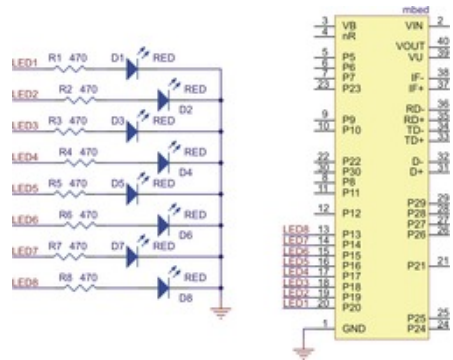 LED1 R1 470 D1 RED
LED2 R2 470 RED
D2
LED3 R3 470 D3 RED
LED4 R4 470 RED
D4
LED5 R5 470 D5 RED
LED6 R6 470 RED
D6
LED7 R7 470 D7 RED
LED8 R8 470 RED
D8
mbed
3 VB VIN 2
4 nR
VOUT 40
5 P5 VU 39
6 P6
7 P7 IF- 38
23 P23 IF+ 37
RD- 36
9 P9 RD+ 35
10 P10 TD- 34
TD+ 33
22 P22 D- 32
30 P30 D+ 31
8 P8
11 P11
P29 29
12 P12 P28 28
P27 27
LED8 13 P13 P26 26
LED7 14 P14
LED6 15 P15
LED5 16 P16 P21 21
LED4 17 P17
LED3 18 P18
LED2 19 P19
LED1 20 P20
P25 25
1 GND P24 24